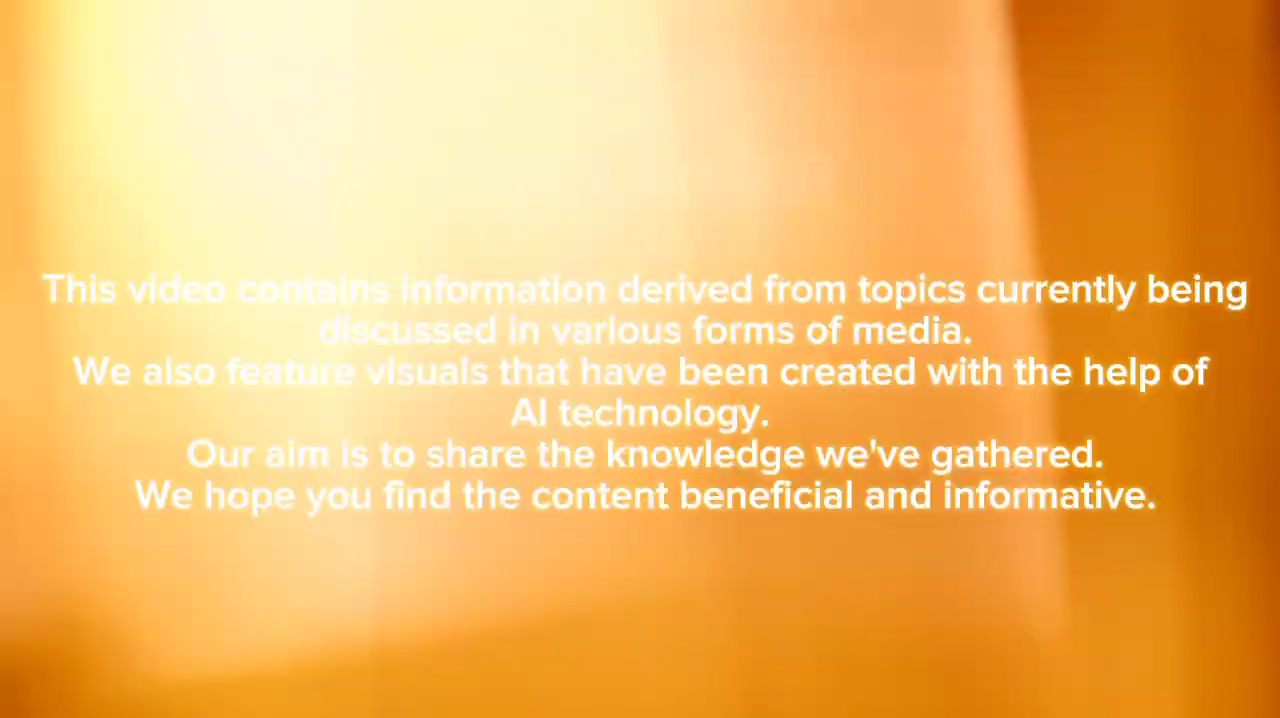 This video contains information derived from topics currently being
discussed in various forms of media.
We also feature visuals that have been created with the help of
AI technology.
Our aim is to share the knowledge we've gathered.
We hope you find the content beneficial and informative.